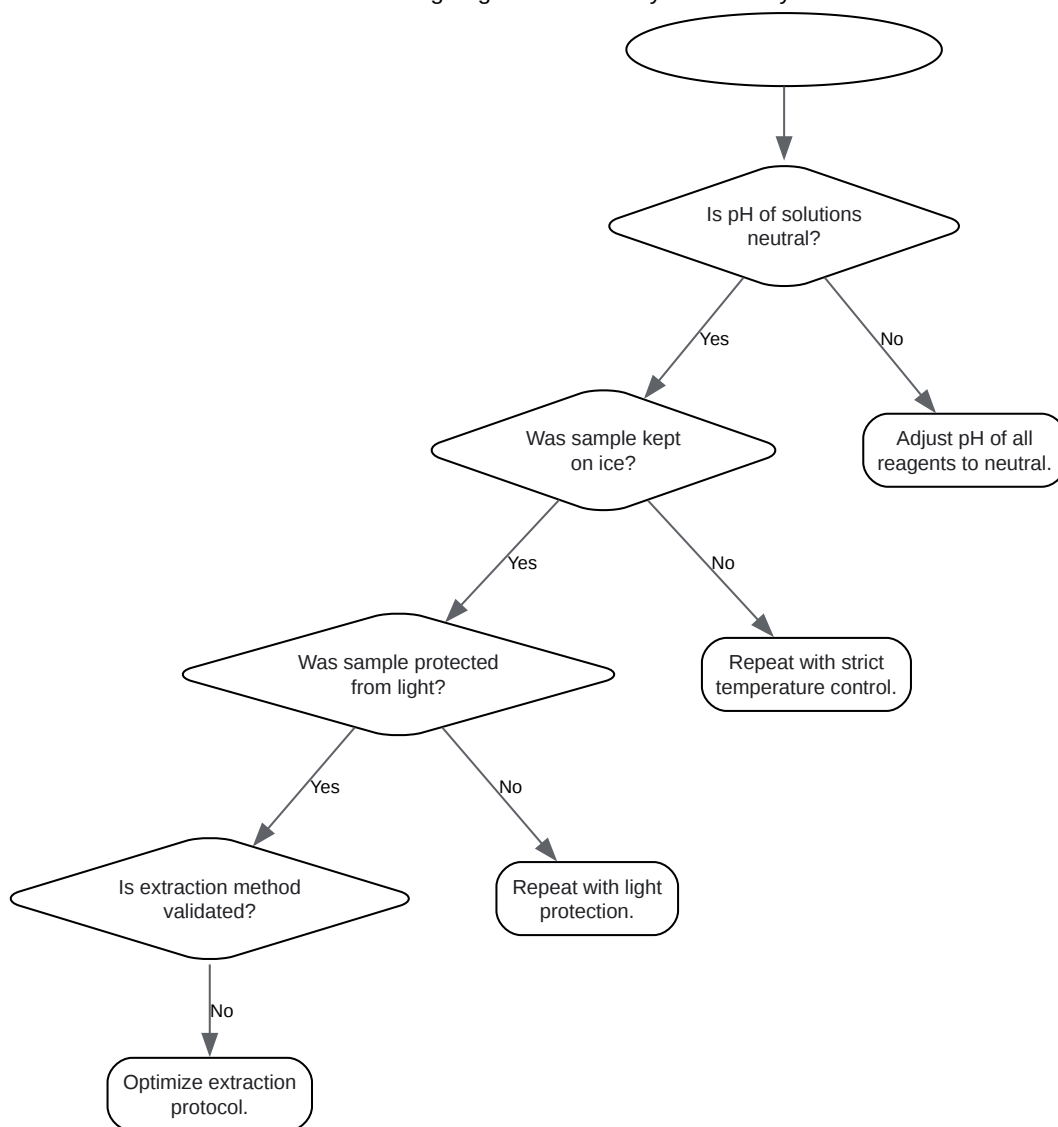 Is pH of solutions
neutral?
Yes
No
Was sample kept
on ice?
Adjust pH of all
reagents to neutral.
Yes
No
Was sample protected
from light?
Repeat with strict
temperature control.
Yes
No
Is extraction method
validated?
Repeat with light
protection.
No
Optimize extraction
protocol.